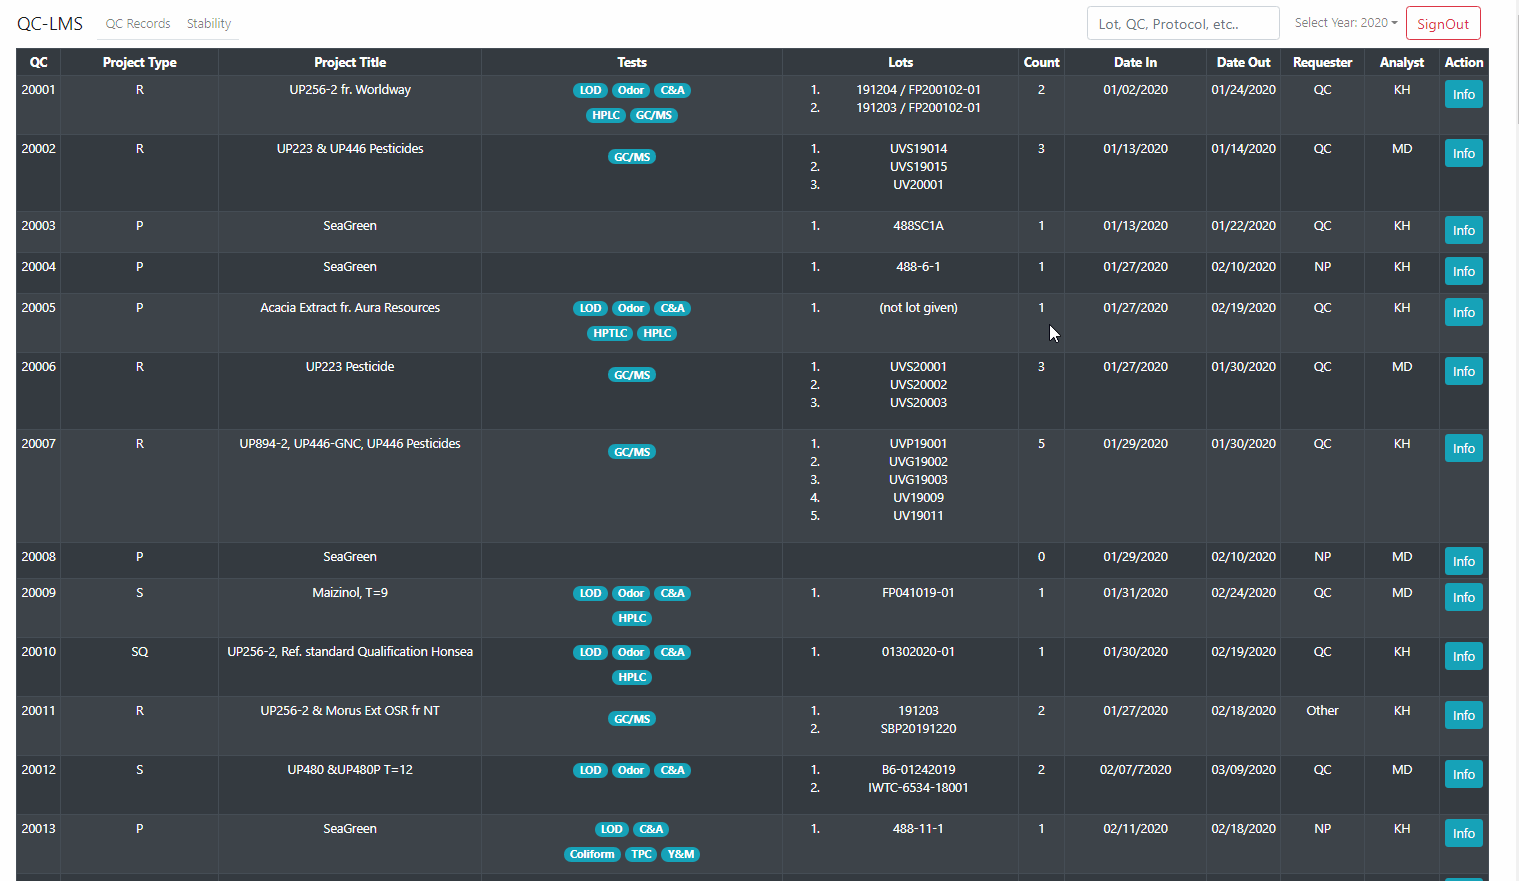 QC-LMS QC Records Stability Lot, QC, Protocol, etc.. Select Year: 2020 SignOut
QC Project Type Project Title Tests Lots Count Date In Date Out Requester Analyst Action
20001 R UP256-2 fr. Worldway LOD Odor C&A 1. 191204 / FP200102-01 2 01/02/2020 01/24/2020 QC KH Info
HPLC GC/MS 2. 191203 / FP200102-01
20002 R UP223 & UP446 Pesticides GC/MS 1. UVS19014 3 01/13/2020 01/14/2020 QC MD Info
2. UVS19015
3. UV20001
20003 P SeaGreen 1. 488SC1A 1 01/13/2020 01/22/2020 QC KH Info
20004 P SeaGreen 1. 488-6-1 1 01/27/2020 02/10/2020 NP KH Info
20005 P Acacia Extract fr. Aura Resources LOD Odor C&A 1. (not lot given) 1 01/27/2020 02/19/2020 QC KH Info
HPTLC HPLC
20006 R UP223 Pesticide GC/MS 1. UVS20001 3 01/27/2020 01/30/2020 QC MD Info
2. UVS20002
3. UVS20003
20007 R UP894-2, UP446-GNC, UP446 Pesticides GC/MS 1. UVP19001 5 01/29/2020 01/30/2020 QC KH Info
2. UVG19002
3. UVG19003
4. UV19009
5. UV19011
20008 P SeaGreen 0 01/29/2020 02/10/2020 NP MD Info
20009 S Maizinol, T=9 LOD Odor C&A 1. FP041019-01 1 01/31/2020 02/24/2020 QC MD Info
HPLC
20010 SQ UP256-2, Ref. standard Qualification Honsea LOD Odor C&A 1. 01302020-01 1 01/30/2020 02/19/2020 QC KH Info
HPLC
20011 R UP256-2 & Morus Ext OSR fr NT GC/MS 1. 191203 2 01/27/2020 02/18/2020 Other KH Info
2. SBP20191220
20012 S UP480 &UP480P T=12 LOD Odor C&A 1. B6-01242019 2 02/07/72020 03/09/2020 QC MD Info
2. IWTC-6534-18001
20013 P SeaGreen LOD C&A 1. 488-11-1 1 02/11/2020 02/18/2020 NP KH Info
Coliform TPC Y&M